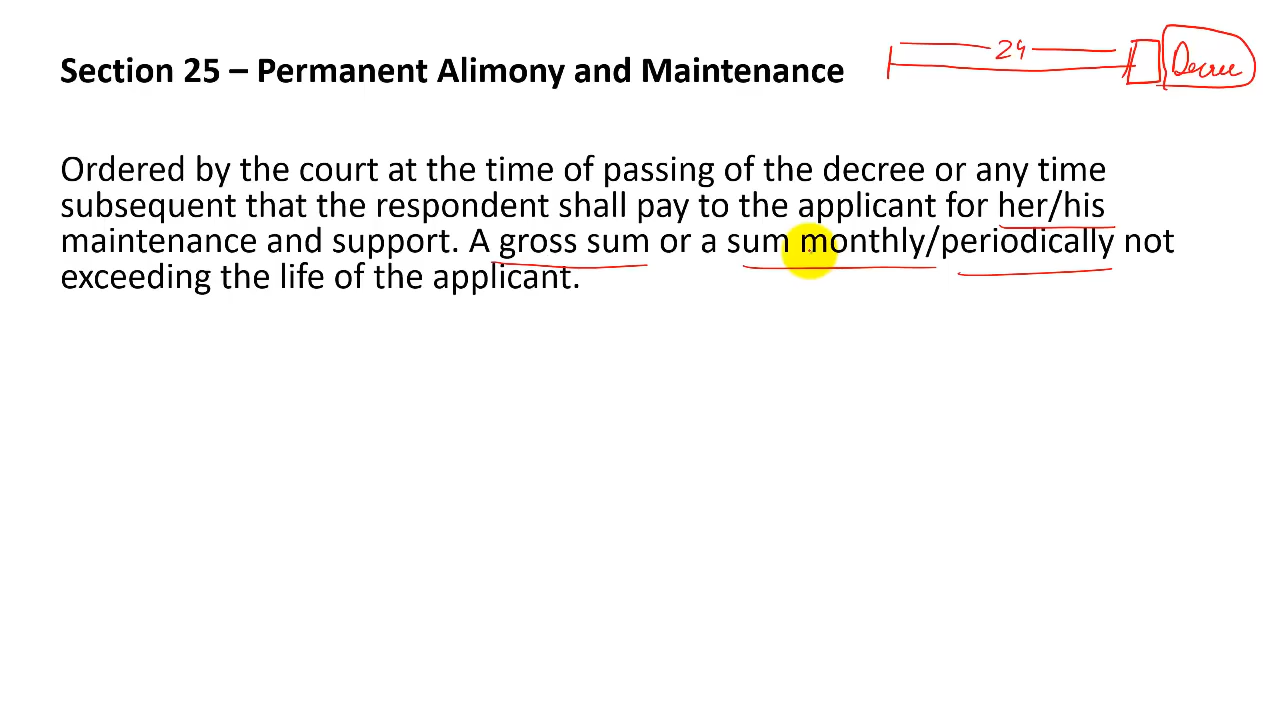 24
Decree
Section 25 – Permanent Alimony and Maintenance
Ordered by the court at the time of passing of the decree or any time
subsequent that the respondent shall pay to the applicant for her/his
maintenance and support. A gross sum or a sum monthly/periodically not
exceeding the life of the applicant.